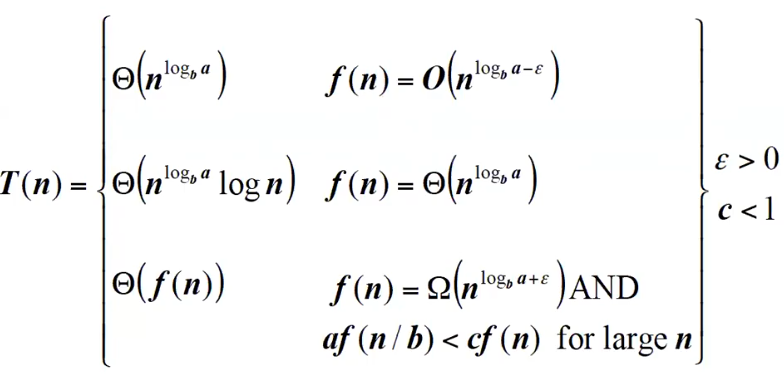 Θ(n^{log_b a})    f(n) = O(n^{log_b a−ε})
T(n) = { Θ(n^{log_b a} log n)    f(n) = Θ(n^{log_b a}) } ε > 0
c < 1
Θ(f(n))    f(n) = Ω(n^{log_b a+ε}) AND
af(n/b) < cf(n) for large n